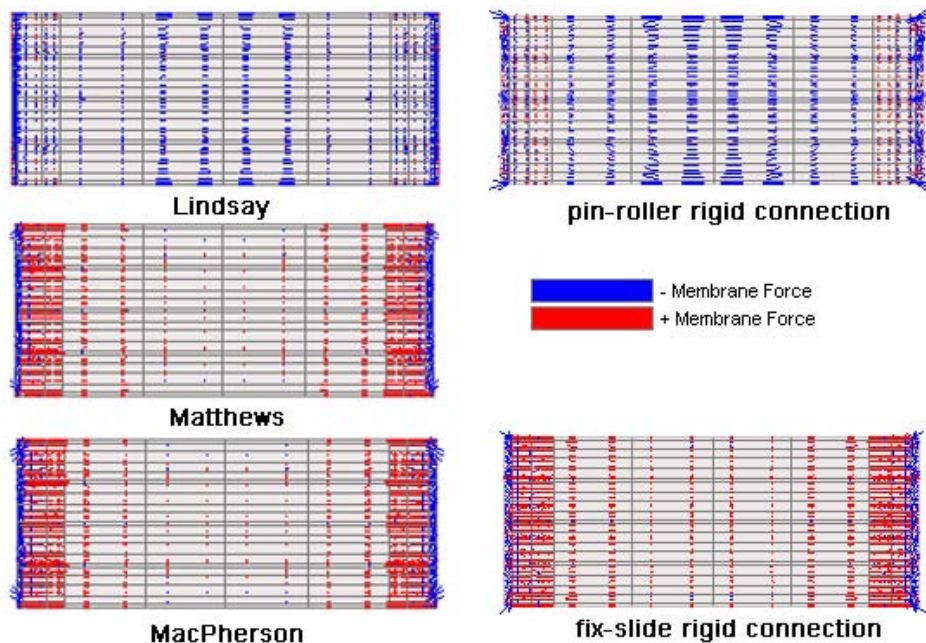 Lindsay
pin-roller rigid connection
- Membrane Force
+ Membrane Force
Matthews
MacPherson
fix-slide rigid connection